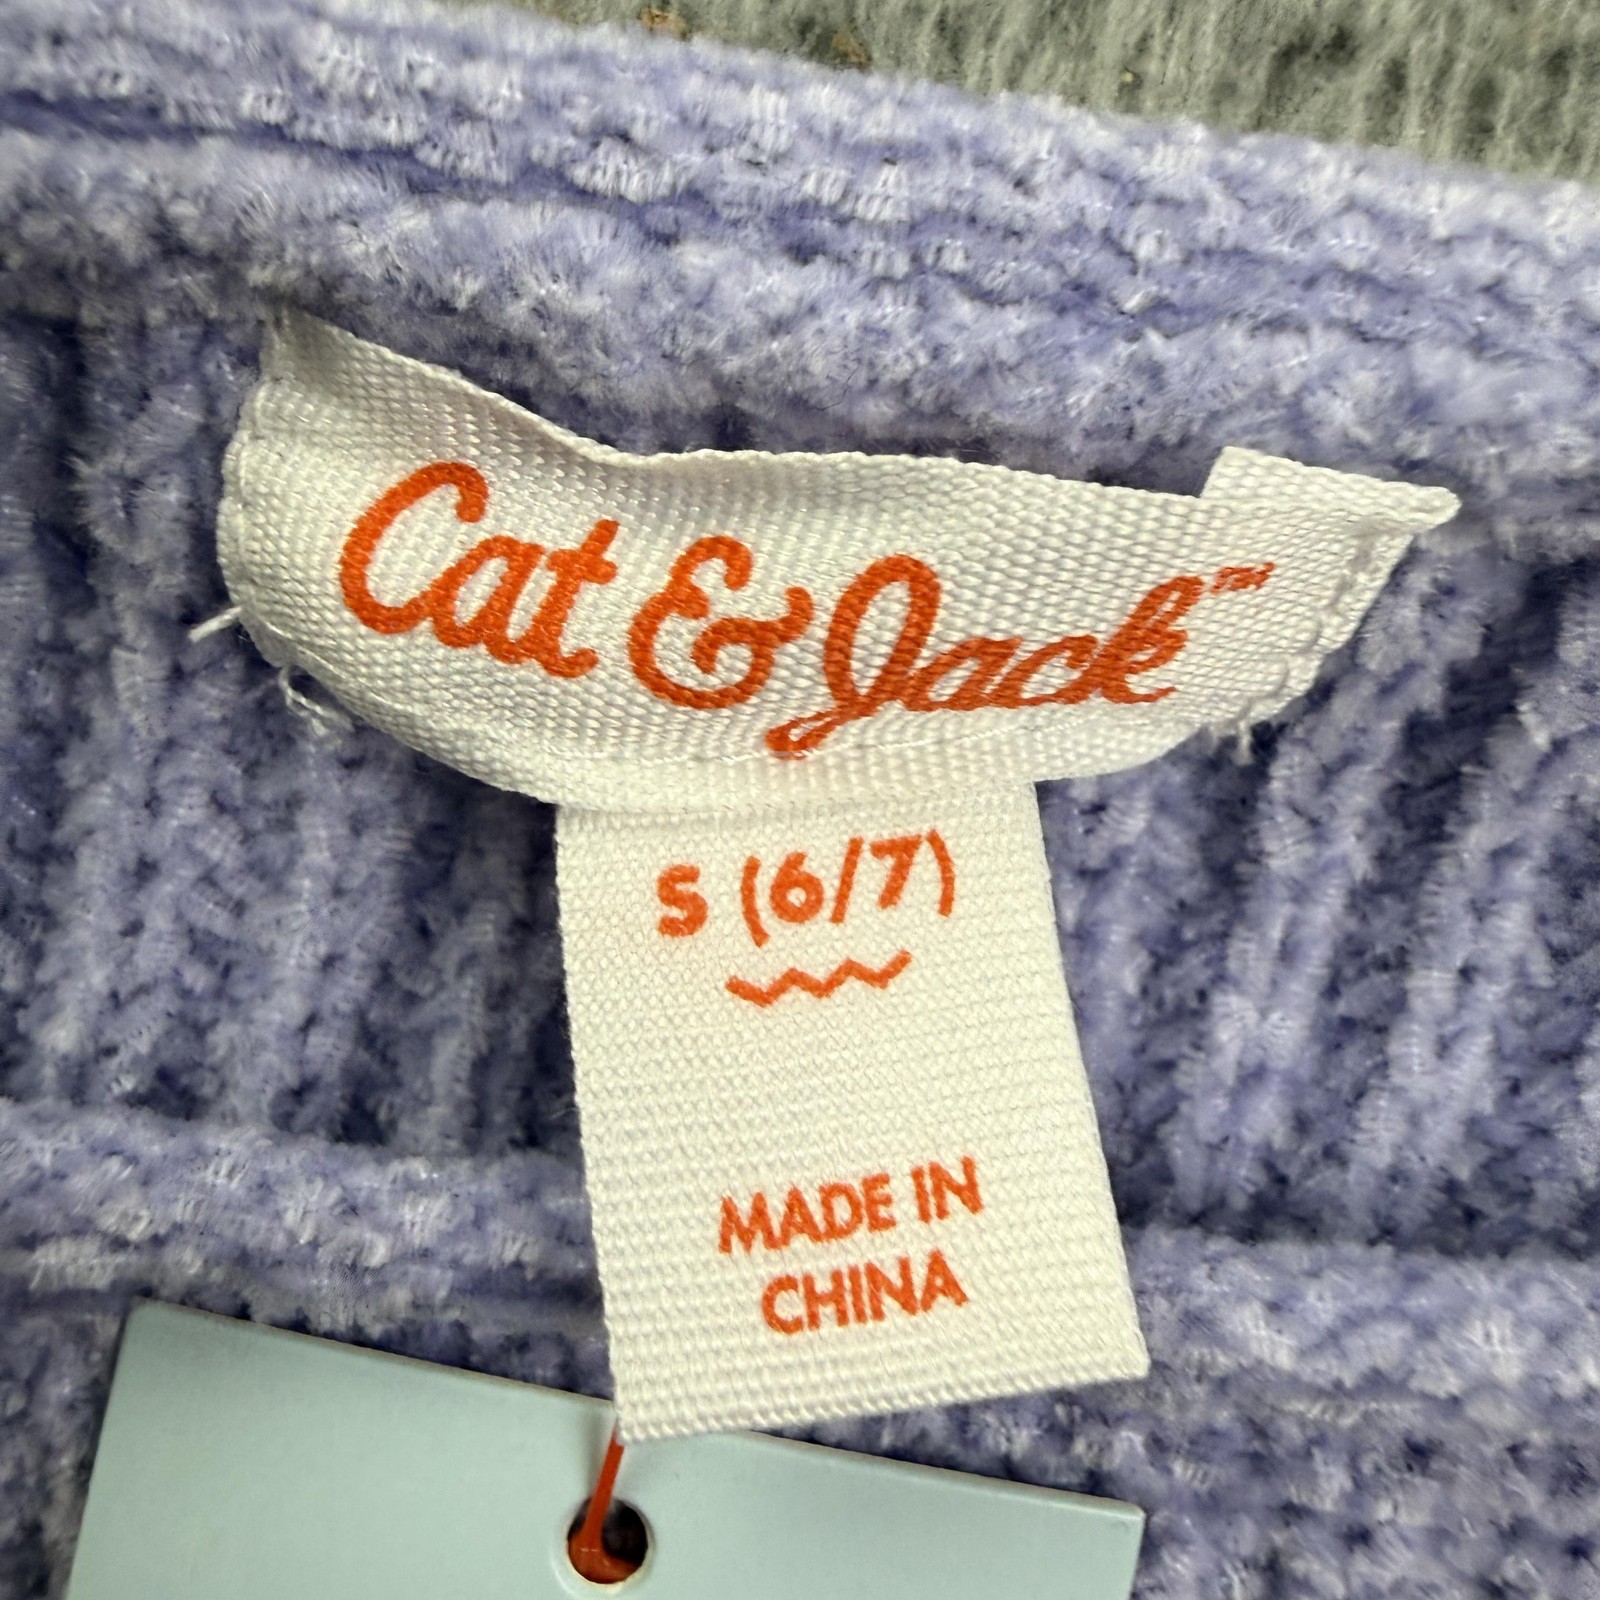 Cat & Jack™
S (6/7)
MADE IN
CHINA